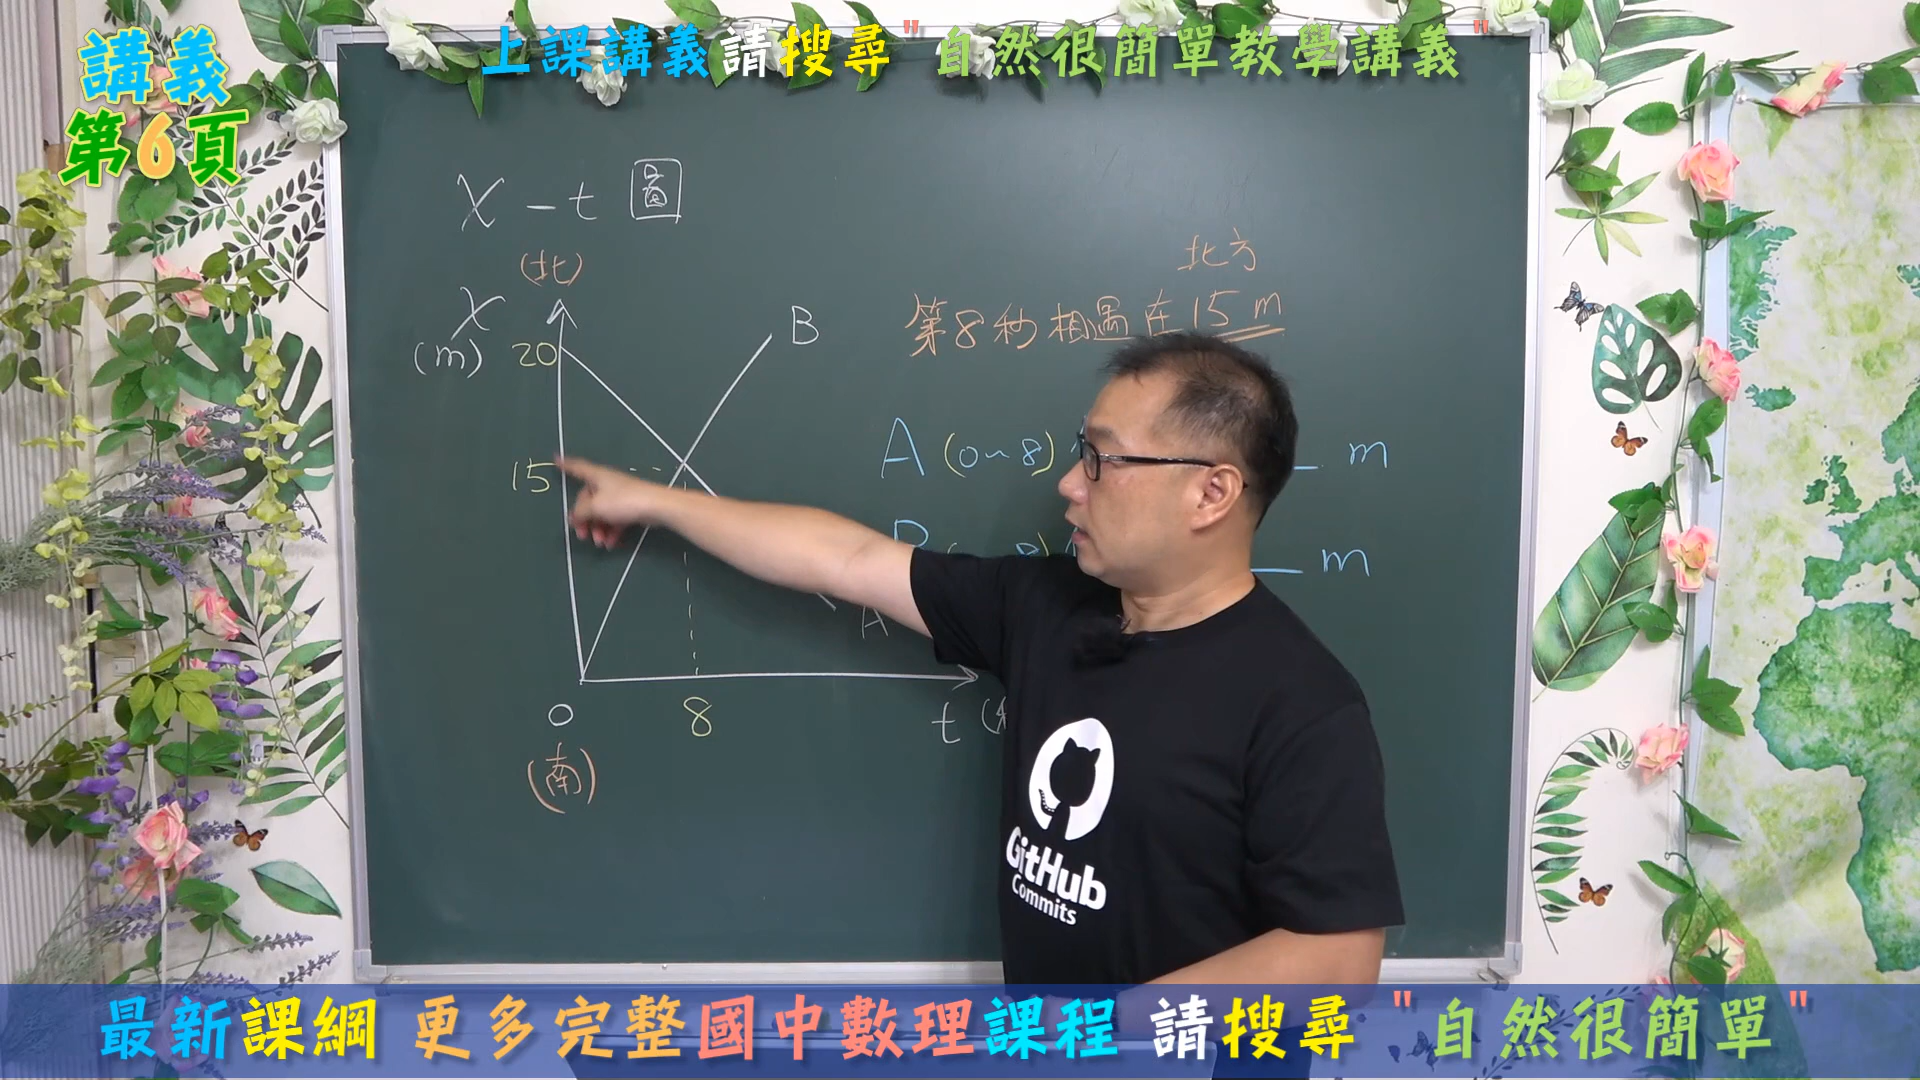 上課講義請搜尋"自然很簡單教學講義"
講義
第6頁
X-t 圖
(北)
X
(m)
20
15
B
A
0
8
t
(南)
北方
第8秒相遇在15m
A (0~8) m
8) m
GitHub
Commits
最新課綱 更多完整國中數理課程 請搜尋"自然很簡單"